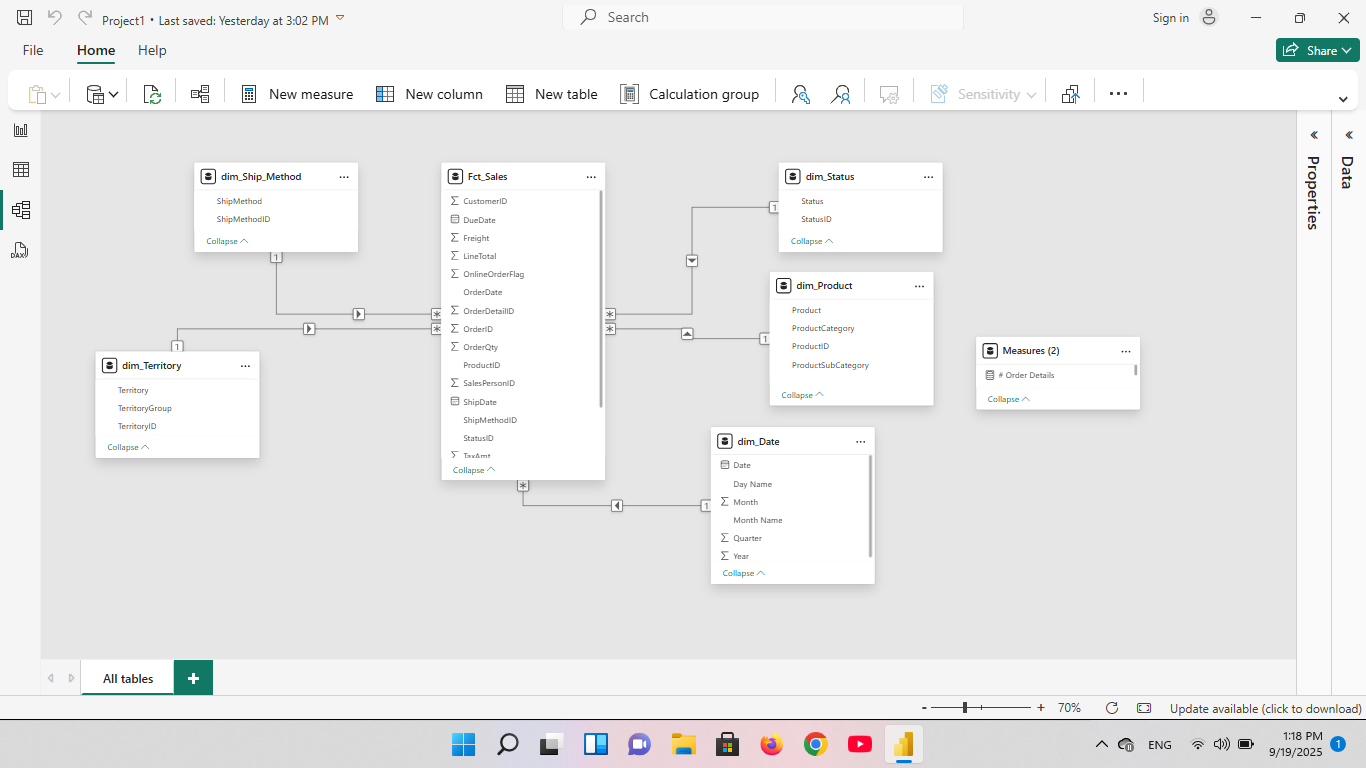 Project1 • Last saved: Yesterday at 3:02 PM
Search
Sign in
File
Home
Help
Share
New measure
New column
New table
Calculation group
Sensitivity
dim_Ship_Method
ShipMethod
ShipMethodID
Collapse
1
Fct_Sales
CustomerID
DueDate
Freight
LineTotal
OnlineOrderFlag
OrderDate
OrderDetailID
OrderID
OrderQty
ProductID
SalesPersonID
ShipDate
ShipMethodID
StatusID
TaxAmt
Collapse
dim_Status
Status
StatusID
Collapse
1
dim_Product
Product
ProductCategory
ProductID
ProductSubCategory
Collapse
1
dim_Territory
Territory
TerritoryGroup
TerritoryID
Collapse
1
Measures (2)
# Order Details
Collapse
dim_Date
Date
Day Name
Month
Month Name
Quarter
Year
Collapse
1
Properties
Data
DAX
All tables
+
- + 70%
Update available (click to download)
ENG
1:18 PM
9/19/2025
1